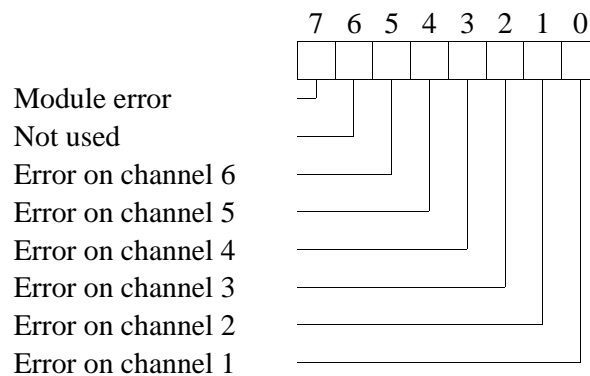 7 6 5 4 3 2 1 0
Module error
Not used
Error on channel 6
Error on channel 5
Error on channel 4
Error on channel 3
Error on channel 2
Error on channel 1